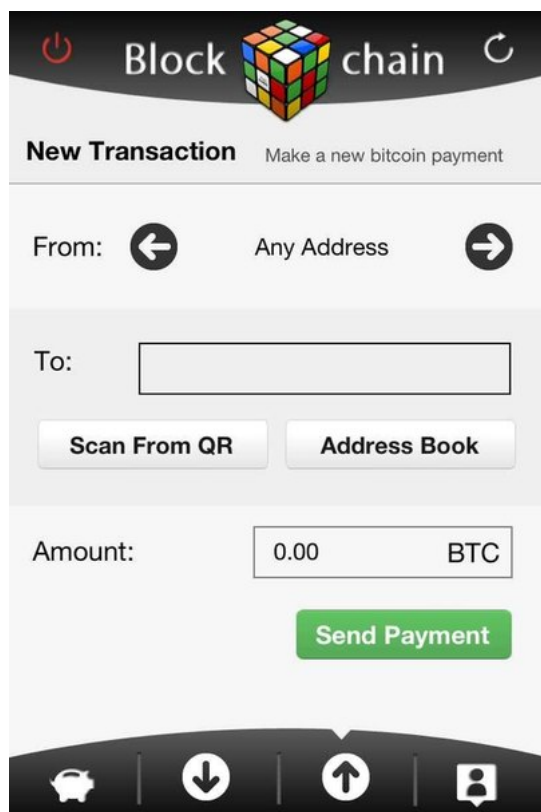 Block chain
New Transaction Make a new bitcoin payment
From: Any Address
To:
Scan From QR Address Book
Amount: 0.00 BTC
Send Payment